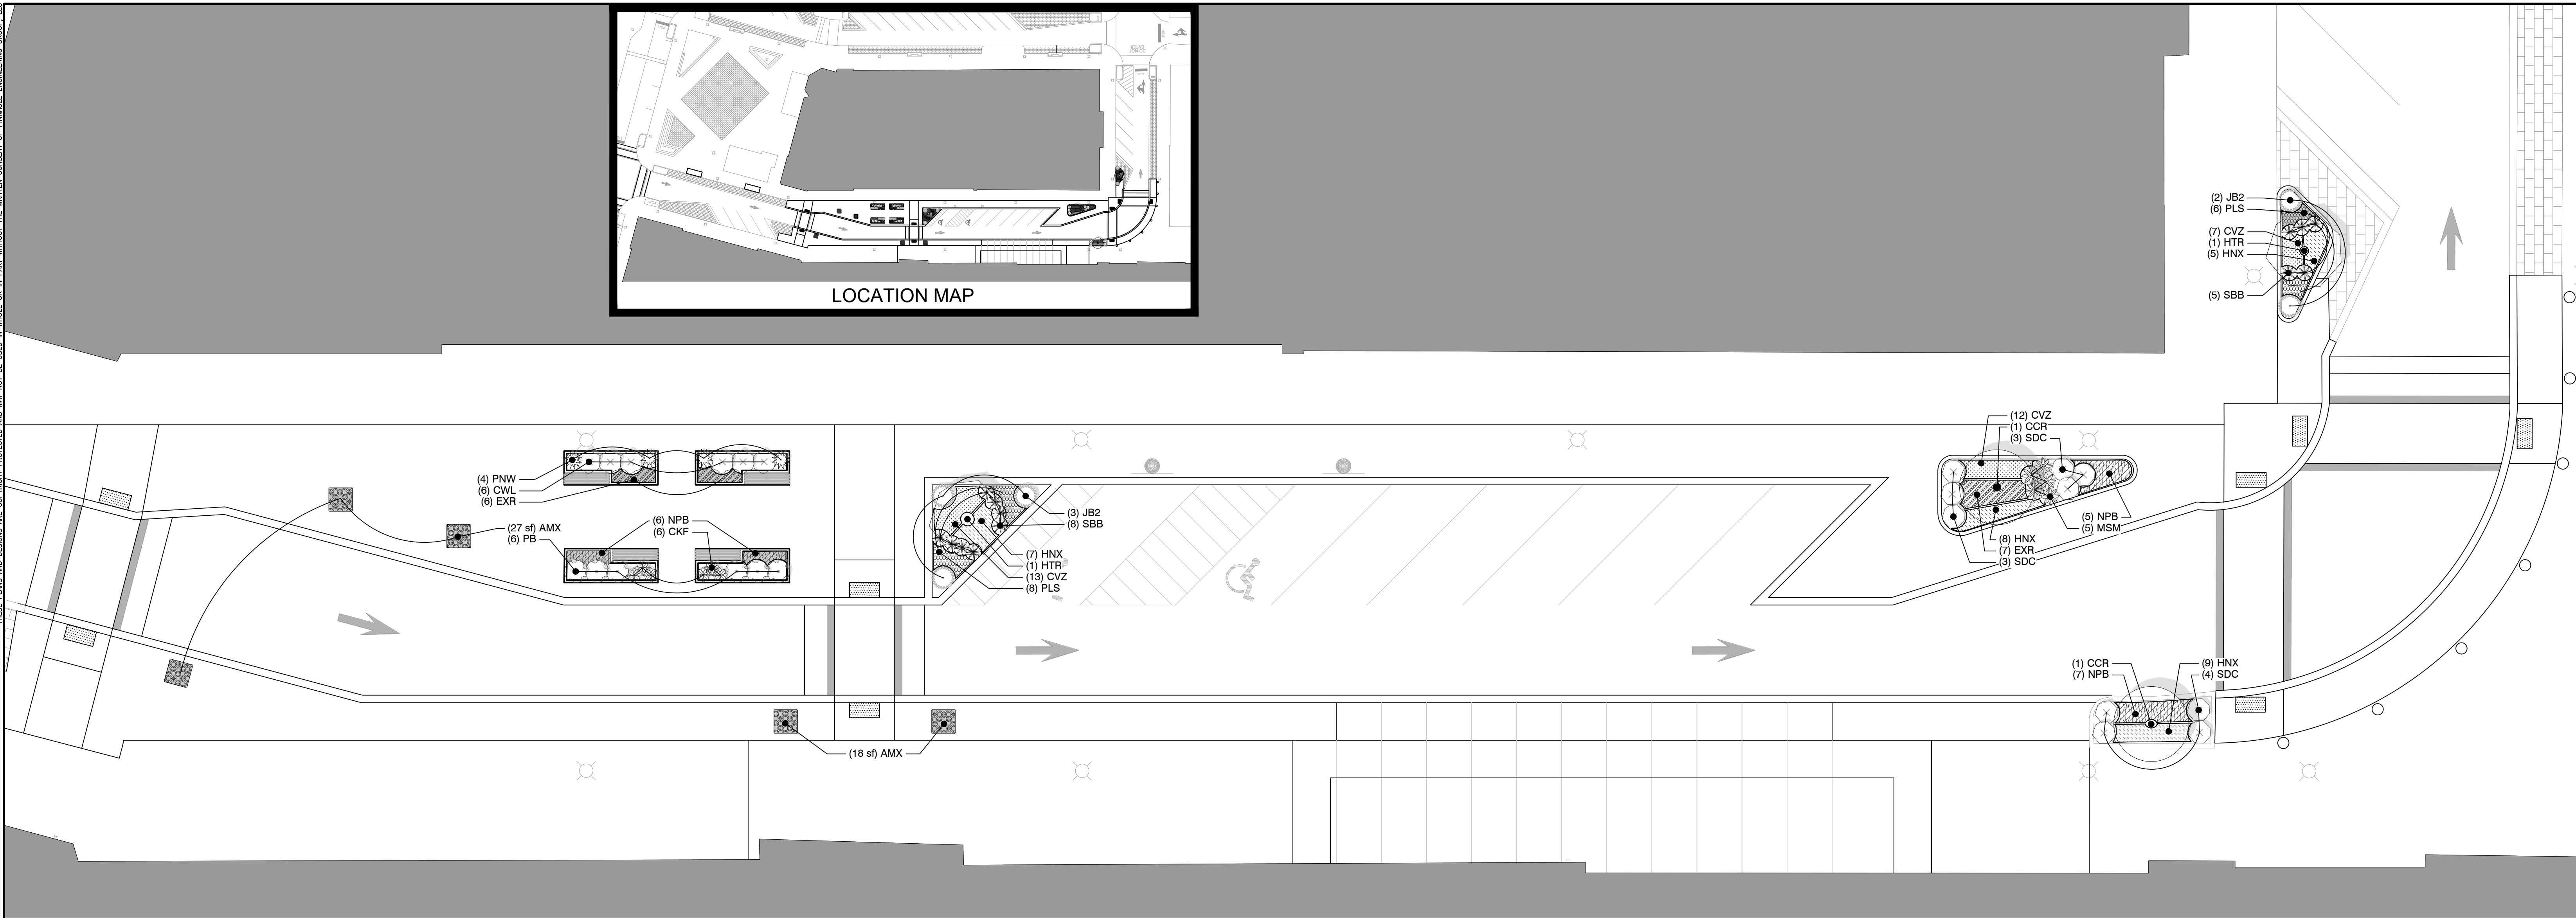 LOCATION MAP
(2) JB2
(6) PLS
(7) CVZ
(1) HTR
(5) HNX
(5) SBB
(12) CVZ
(1) CCR
(3) SDC
(4) PNW
(6) CWL
(6) EXR
(27 sf) AMX
(6) PB
(6) NPB
(6) CKF
(3) JB2
(8) SBB
(7) HNX
(1) HTR
(13) CVZ
(8) PLS
(5) NPB
(5) MSM
(8) HNX
(7) EXR
(3) SDC
(1) CCR
(7) NPB
(9) HNX
(4) SDC
(18 sf) AMX